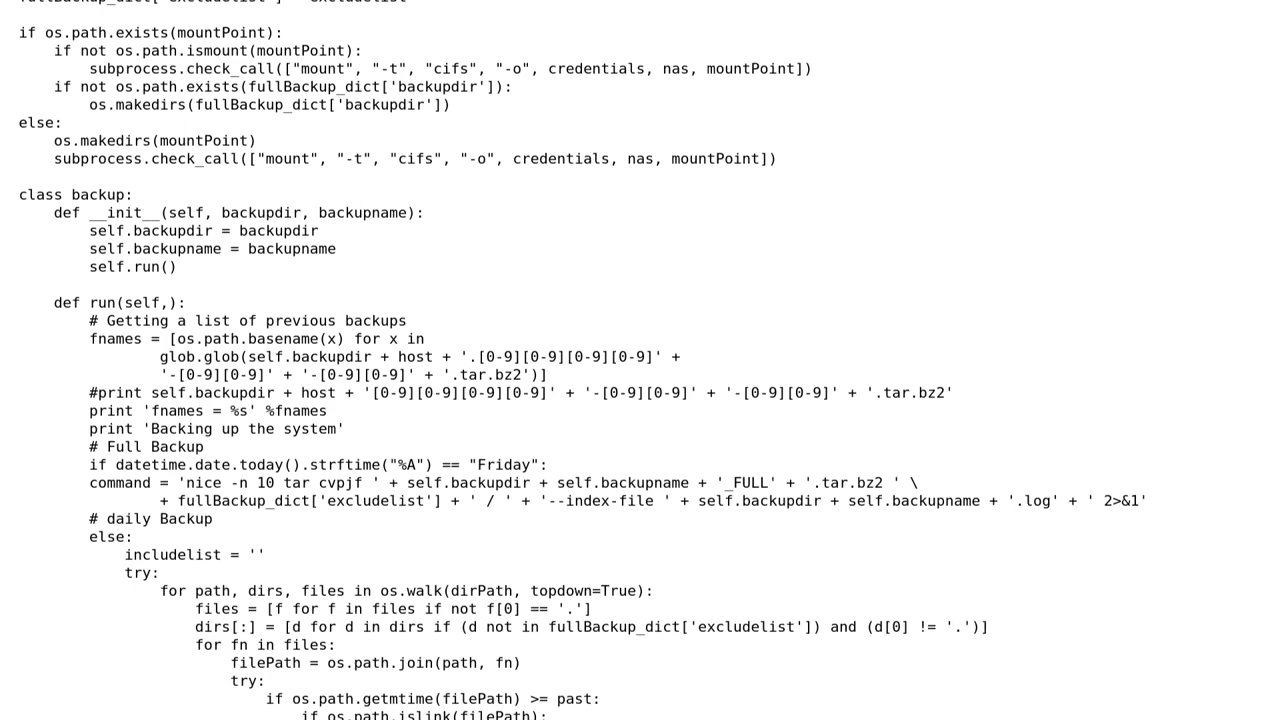 fullBackup_dict['excludelist'] = excludelist
if os.path.exists(mountPoint):
    if not os.path.ismount(mountPoint):
        subprocess.check_call(["mount", "-t", "cifs", "-o", credentials, nas, mountPoint])
    if not os.path.exists(fullBackup_dict['backupdir']):
        os.makedirs(fullBackup_dict['backupdir'])
else:
    os.makedirs(mountPoint)
    subprocess.check_call(["mount", "-t", "cifs", "-o", credentials, nas, mountPoint])
class backup:
    def __init__(self, backupdir, backupname):
        self.backupdir = backupdir
        self.backupname = backupname
        self.run()
    def run(self,):
        # Getting a list of previous backups
        fnames = [os.path.basename(x) for x in
                glob.glob(self.backupdir + host + '.[0-9][0-9][0-9][0-9]' +
                '-[0-9][0-9]' + '-[0-9][0-9]' + '.tar.bz2')]
        #print self.backupdir + host + '[0-9][0-9][0-9][0-9]' + '-[0-9][0-9]' + '-[0-9][0-9]' + '.tar.bz2'
        print 'fnames = %s' %fnames
        print 'Backing up the system'
        # Full Backup
        if datetime.date.today().strftime("%A") == "Friday":
        command = 'nice -n 10 tar cvpjf ' + self.backupdir + self.backupname + '_FULL' + '.tar.bz2 ' \
                + fullBackup_dict['excludelist'] + ' / ' + '--index-file ' + self.backupdir + self.backupname + '.log' + ' 2>&1'
        # daily Backup
        else:
            includelist = ''
            try:
                for path, dirs, files in os.walk(dirPath, topdown=True):
                    files = [f for f in files if not f[0] == '.']
                    dirs[:] = [d for d in dirs if (d not in fullBackup_dict['excludelist']) and (d[0] != '.')]
                    for fn in files:
                        filePath = os.path.join(path, fn)
                        try:
                            if os.path.getmtime(filePath) >= past:
                                if os.path.islink(filePath):